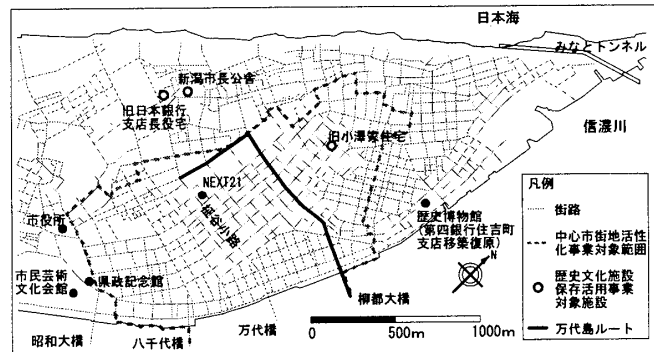 日本海
みなとトンネル
新潟市長公舎
旧日本銀行
支店長役宅
旧小澤家住宅
信濃川
NEXT21
柾谷小路
市役所
歴史博物館
(第四銀行住吉町
支店移築復原)
市民芸術
文化会館
県政記念館
N
柳都大橋
万代橋
八千代橋
昭和大橋
0
500m
1000m
凡例
街路
中心市街地活性
化事業対象範囲
歴史文化施設
保存活用事業
対象施設
万代島ルート